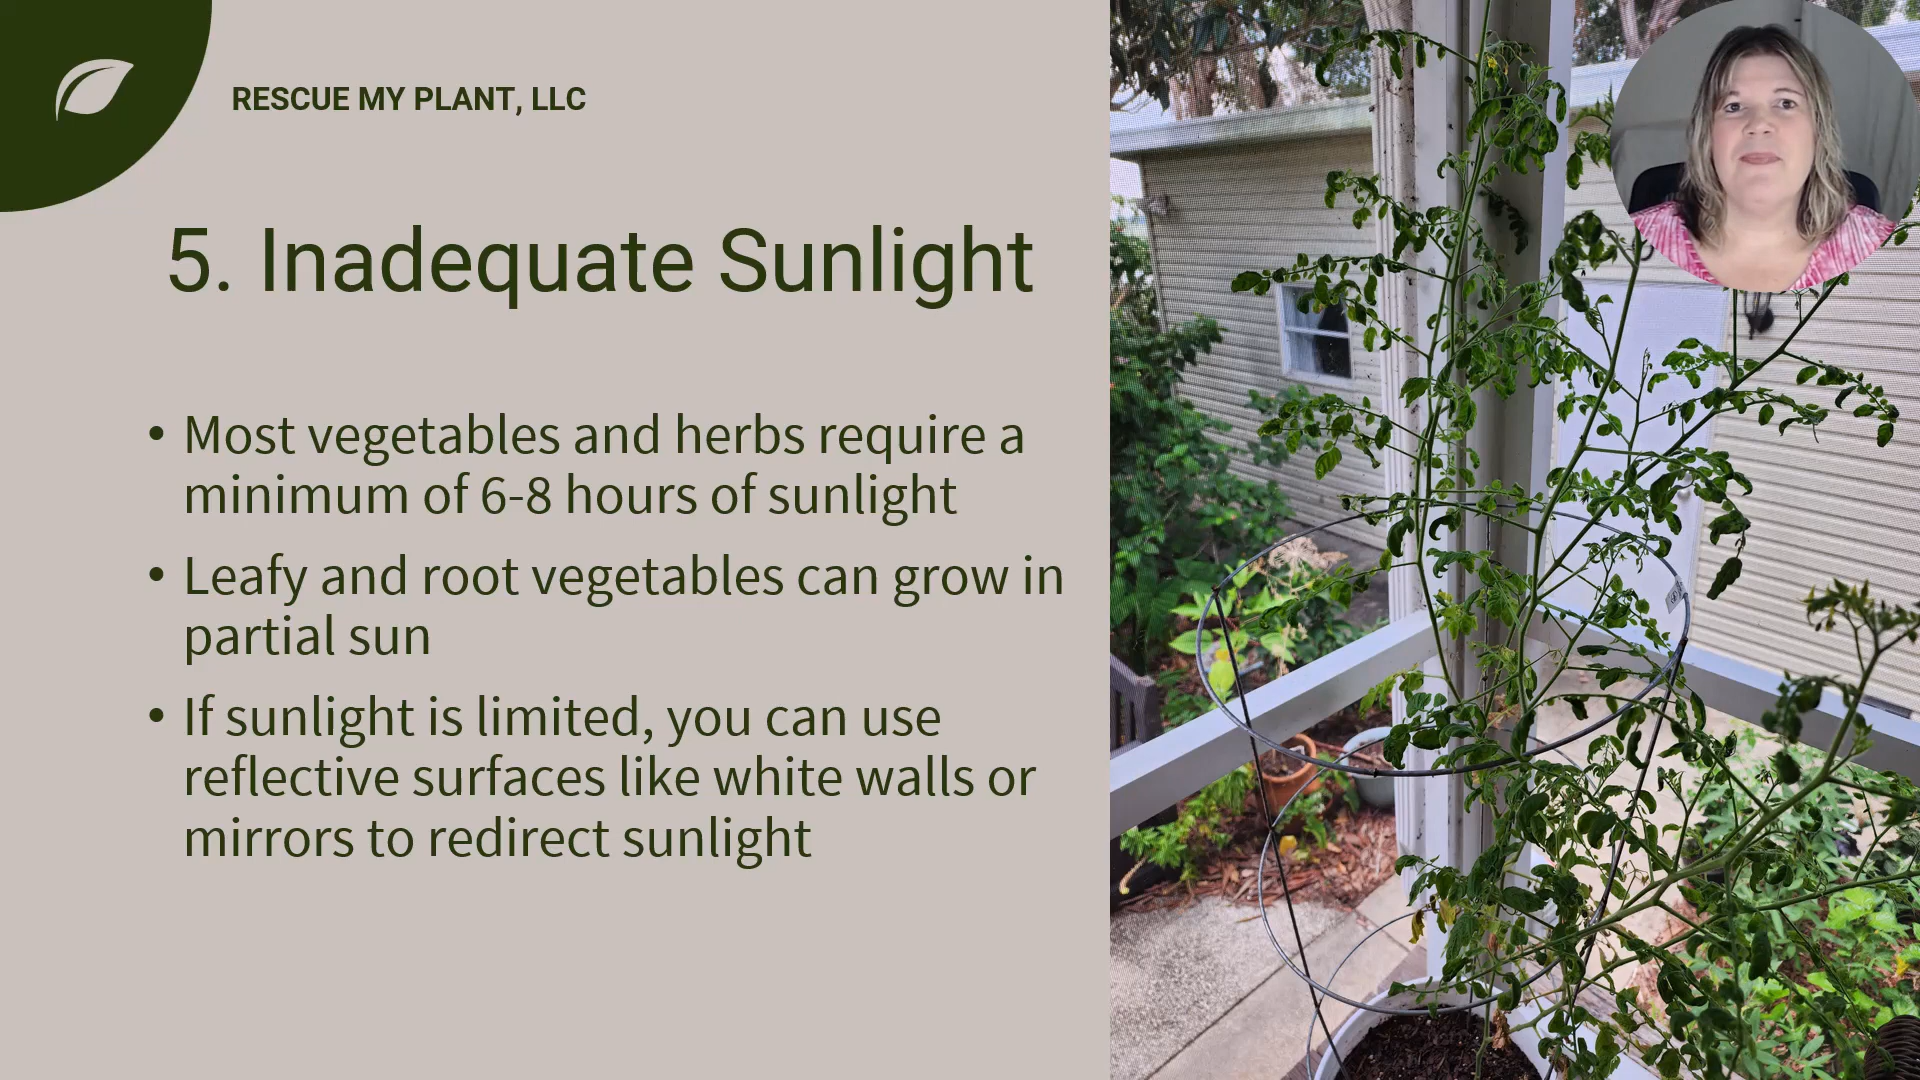 RESCUE MY PLANT, LLC
5. Inadequate Sunlight
• Most vegetables and herbs require a
minimum of 6-8 hours of sunlight
• Leafy and root vegetables can grow in
partial sun
• If sunlight is limited, you can use
reflective surfaces like white walls or
mirrors to redirect sunlight